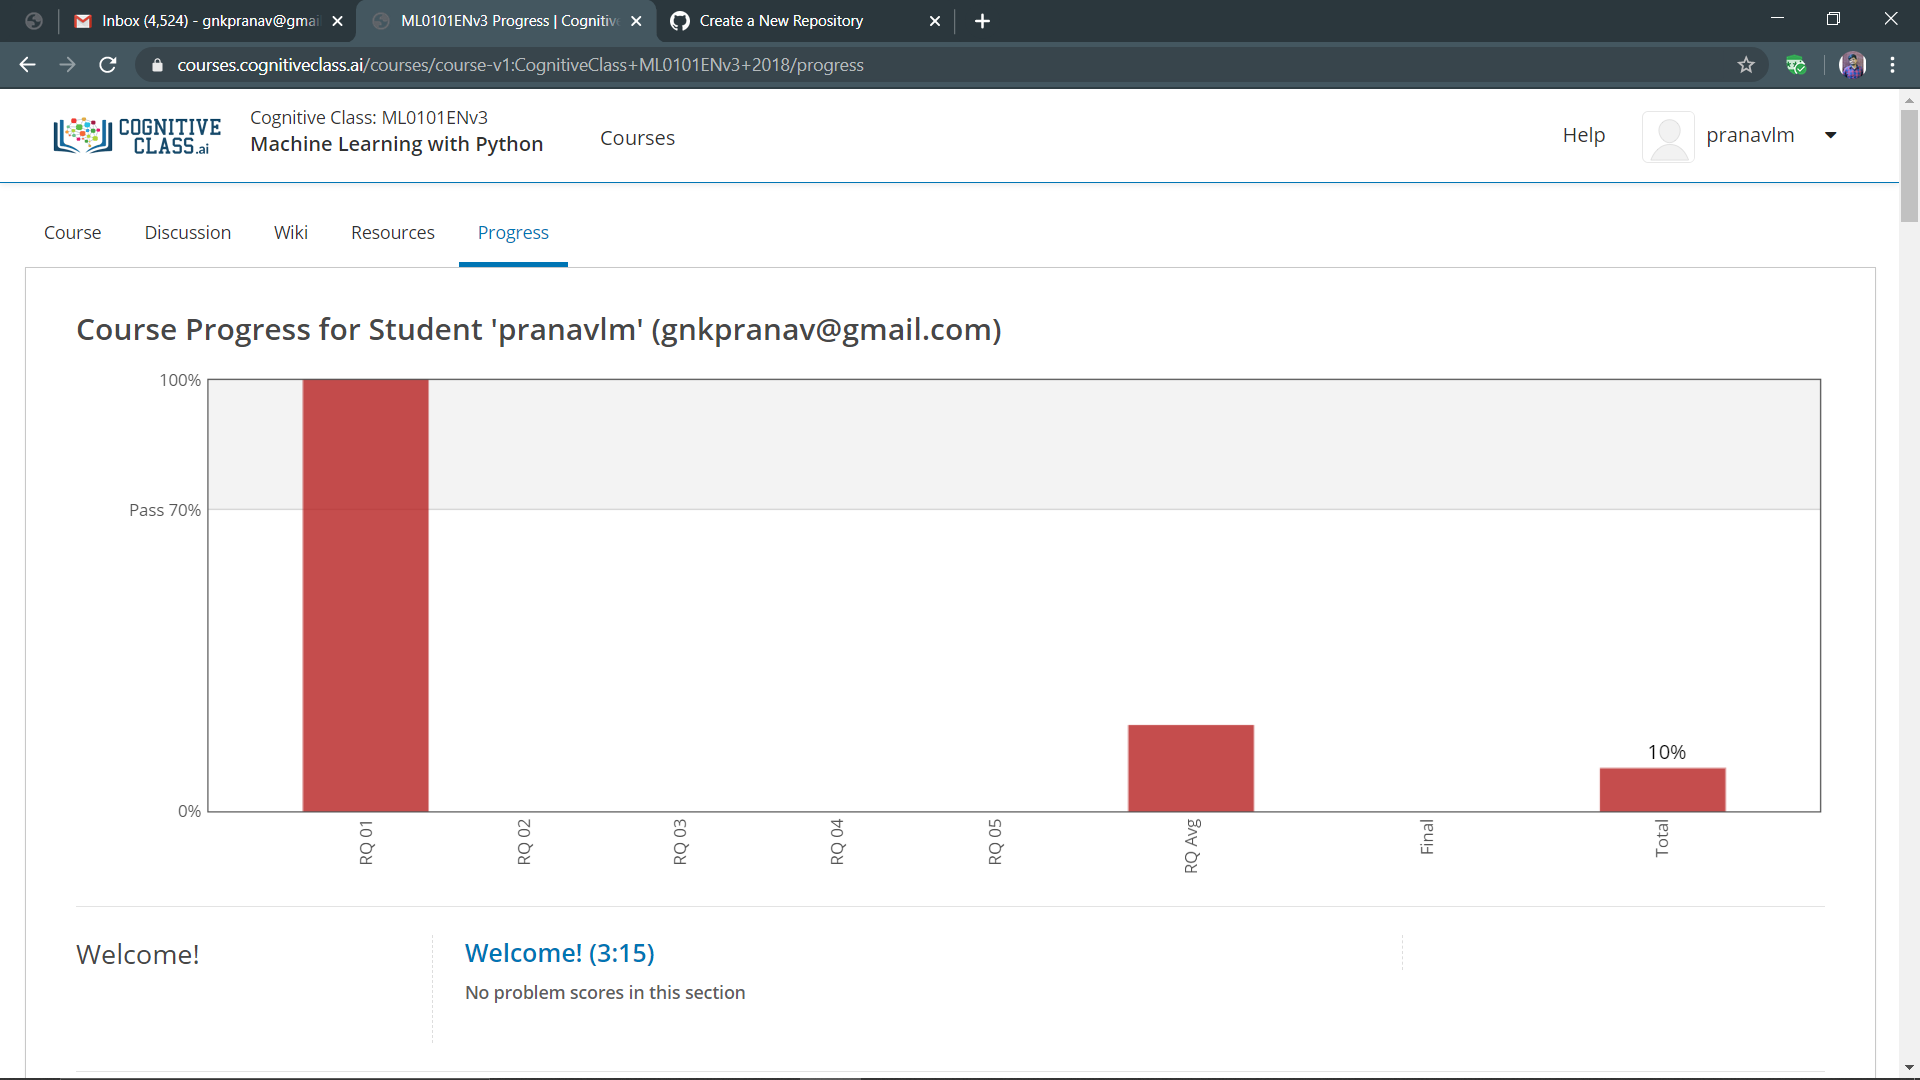 Inbox (4,524) - gnkpranav@gmai
ML0101ENv3 Progress | Cognitive
Create a New Repository
courses.cognitiveclass.ai/courses/course-v1:CognitiveClass+ML0101ENv3+2018/progress
COGNITIVE
CLASS.ai
Cognitive Class: ML0101ENv3
Machine Learning with Python
Courses
Help
pranavlm
Course
Discussion
Wiki
Resources
Progress
Course Progress for Student 'pranavlm' (gnkpranav@gmail.com)
100%
Pass 70%
0%
10%
RQ 01
RQ 02
RQ 03
RQ 04
RQ 05
RQ Avg
Final
Total
Welcome!
Welcome! (3:15)
No problem scores in this section